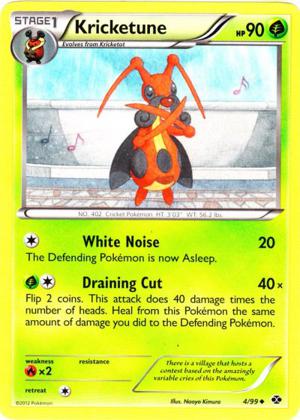 STAGE1 Kricketune HP 90
Evolves from Kricketot
NO. 402 Cricket Pokémon HT: 3'03" WT: 56.2 lbs.
White Noise 20
The Defending Pokémon is now Asleep.
Draining Cut 40×
Flip 2 coins. This attack does 40 damage times the
number of heads. Heal from this Pokémon the same
amount of damage you did to the Defending Pokémon.
weakness resistance
×2
retreat
There is a village that hosts a
contest based on the amazingly
variable cries of this Pokémon.
©2012 Pokémon Illus. Naoyo Kimura 4/99